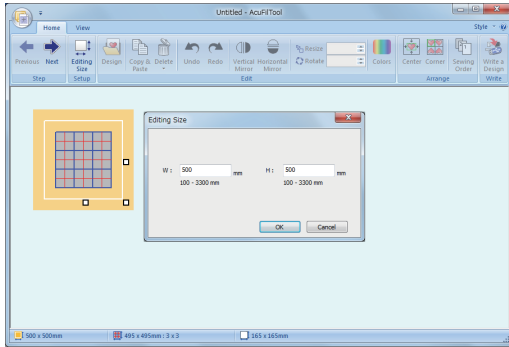 Untitled - AcuFilTool
Home View Style
Previous Next Editing Size Design Copy & Paste Delete Undo Redo Vertical Mirror Horizontal Mirror Resize Rotate Colors Center Corner Sewing Order Write a Design
Step Setup Edit Arrange Write
Editing Size
W : 500 mm H : 500 mm
100 - 3300 mm 100 - 3300 mm
OK Cancel
500 x 500mm 495 x 495mm : 3 x 3 165 x 165mm